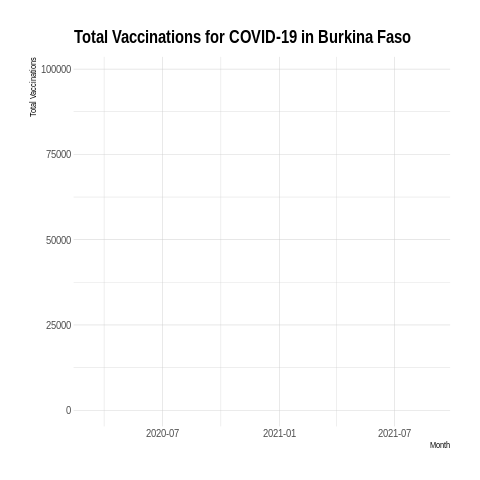 Total Vaccinations for COVID-19 in Burkina Faso
Total Vaccinations
100000
75000
50000
25000
0
2020-07 2021-01 2021-07
Month